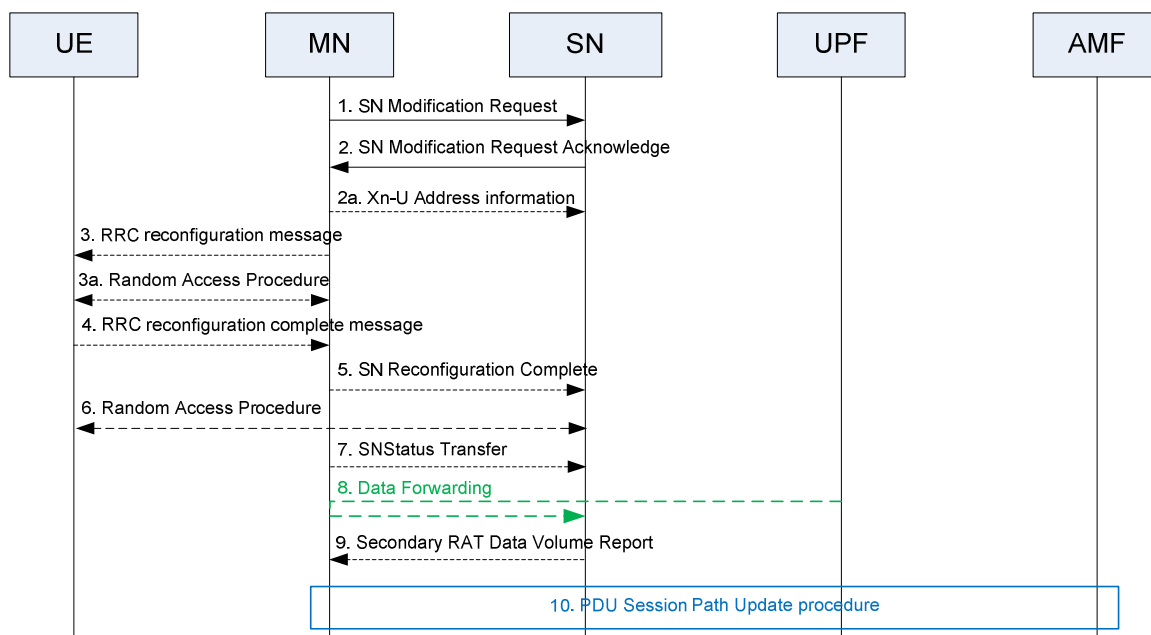 UE
MN
SN
UPF
AMF
1. SN Modification Request
2. SN Modification Request Acknowledge
2a. Xn-U Address information
3. RRC reconfiguration message
3a. Random Access Procedure
4. RRC reconfiguration complete message
5. SN Reconfiguration Complete
6. Random Access Procedure
7. SNStatus Transfer
8. Data Forwarding
9. Secondary RAT Data Volume Report
10. PDU Session Path Update procedure